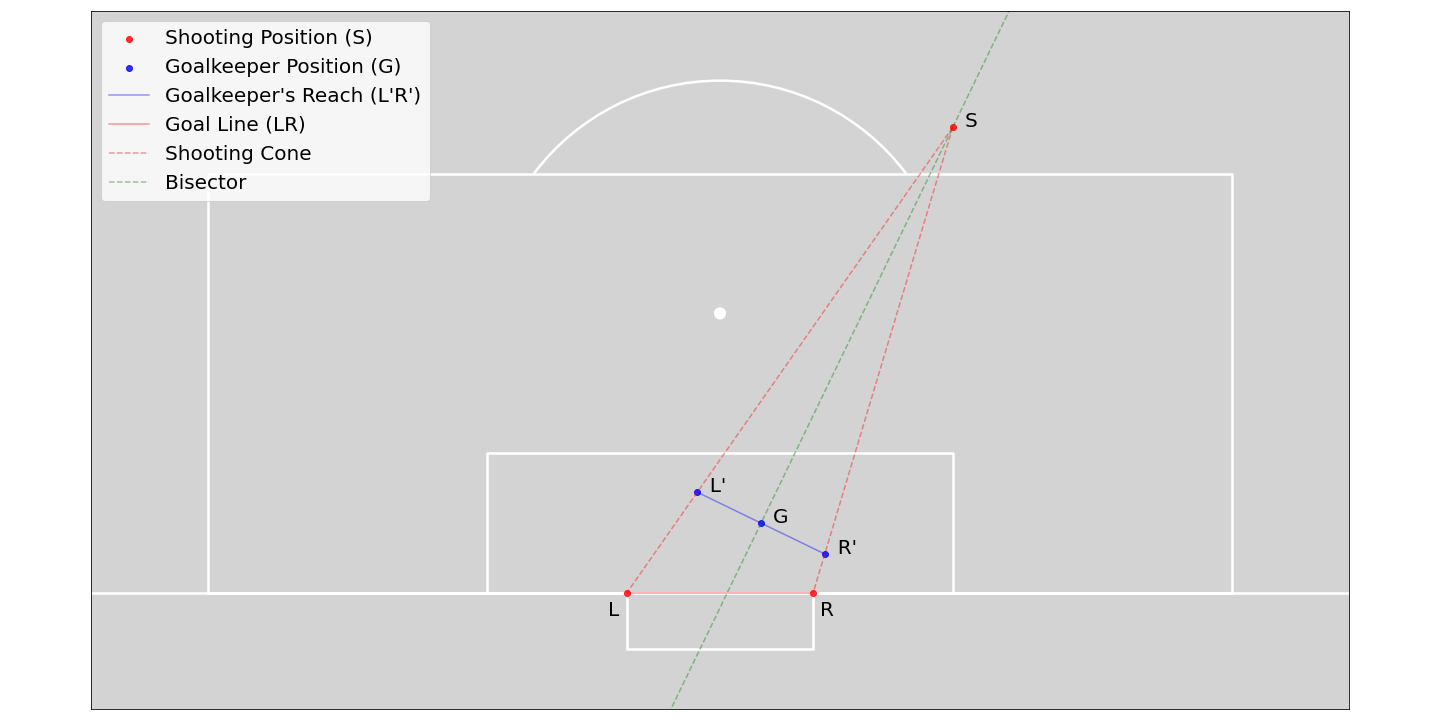 Shooting Position (S)
Goalkeeper Position (G)
Goalkeeper's Reach (L'R')
Goal Line (LR)
Shooting Cone
Bisector
S
L'
G
R'
L
R